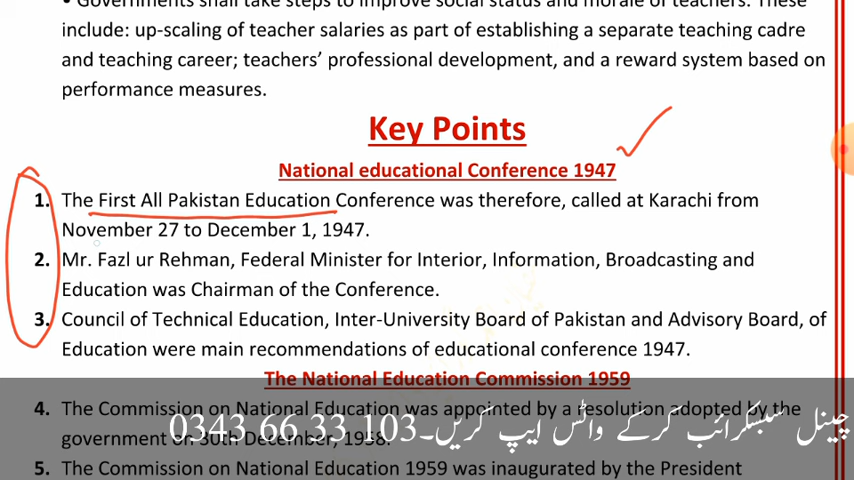 • Governments shall take steps to improve social status and morale of teachers. These
include: up-scaling of teacher salaries as part of establishing a separate teaching cadre
and teaching career; teachers’ professional development, and a reward system based on
performance measures.
Key Points
National educational Conference 1947
1. The First All Pakistan Education Conference was therefore, called at Karachi from
November 27 to December 1, 1947.
2. Mr. Fazl ur Rehman, Federal Minister for Interior, Information, Broadcasting and
Education was Chairman of the Conference.
3. Council of Technical Education, Inter-University Board of Pakistan and Advisory Board, of
Education were main recommendations of educational conference 1947.
The National Education Commission 1959
4. The Commission on National Education was appointed by a resolution adopted by the
government on 30th December, 1958.
چینل سبسکرائب کرکے واٹس ایپ کریں۔0343 66 33 103
5. The Commission on National Education 1959 was inaugurated by the President